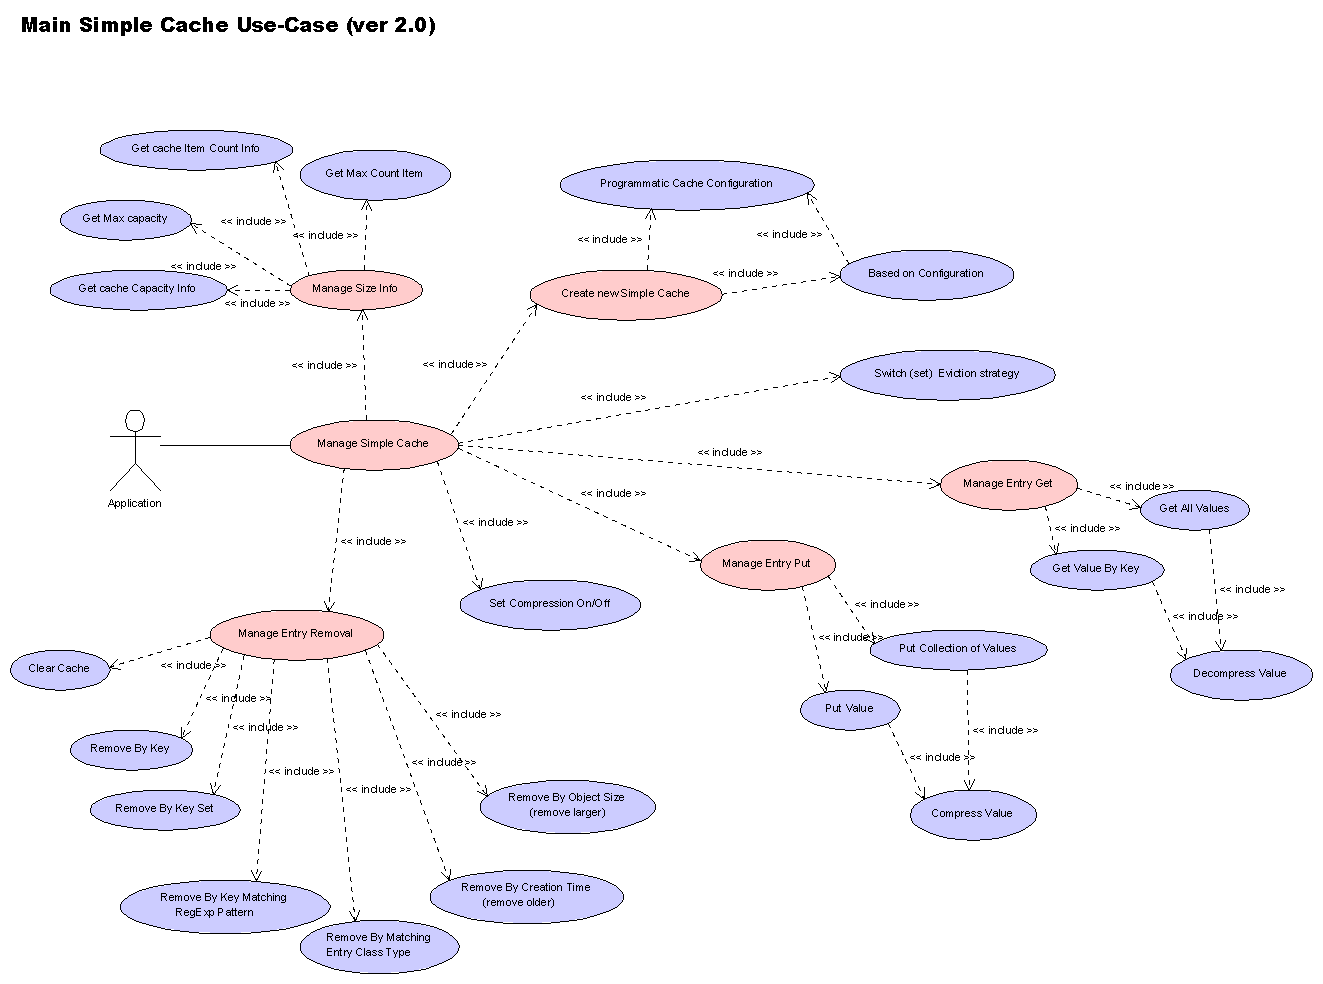 Main Simple Cache Use-Case (ver 2.0)
Get cache Item Count Info
Get Max Count Item
Programmatic Cache Configuration
Get Max capacity
<< include >>
<< include >>
<< include >>
<< include >>
<< include >>
Get cache Capacity Info
Manage Size Info
<< include >>
Based on Configuration
<< include >>
Create new Simple Cache
<< include >>
<< include >>
Switch (set) Eviction strategy
<< include >>
<< include >>
Manage Simple Cache
<< include >>
Manage Entry Get
<< include >>
Application
<< include >>
Get All Values
<< include >>
<< include >>
<< include >>
Manage Entry Put
Get Value By Key
<< include >>
Set Compression On/Off
<< include >>
<< include >>
Manage Entry Removal
<< include >>
Put Collection of Values
Clear Cache
<< include >>
Decompress Value
<< include >>
Put Value
<< include >>
<< include >>
<< include >>
Remove By Key
<< include >>
<< include >>
<< include >>
<< include >>
Remove By Key Set
Remove By Object Size
(remove larger)
Compress Value
Remove By Key Matching
RegExp Pattern
Remove By Creation Time
(remove older)
Remove By Matching
Entry Class Type